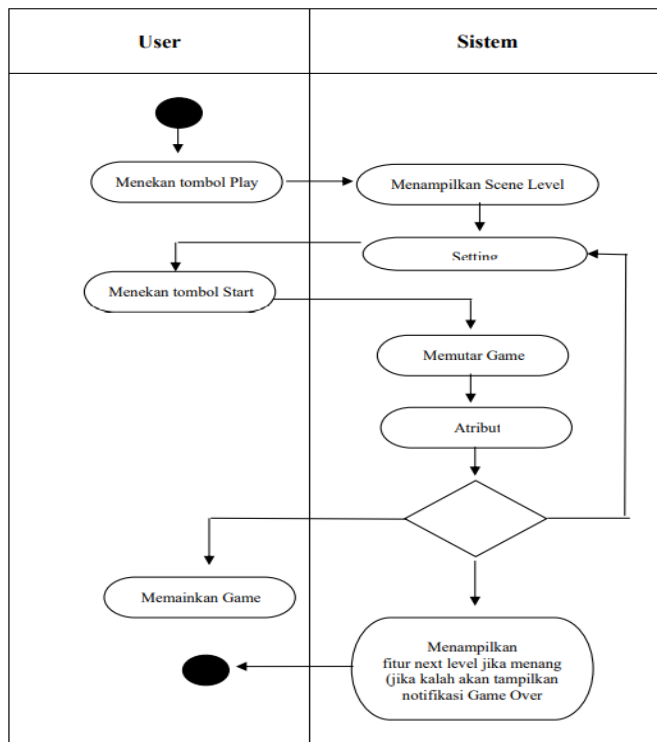 User
Sistem
Menekan tombol Play
Menampilkan Scene Level
Setting
Menekan tombol Start
Memutar Game
Atribut
Memainkan Game
Menampilkan
fitur next level jika menang
(jika kalah akan tampilkan
notifikasi Game Over